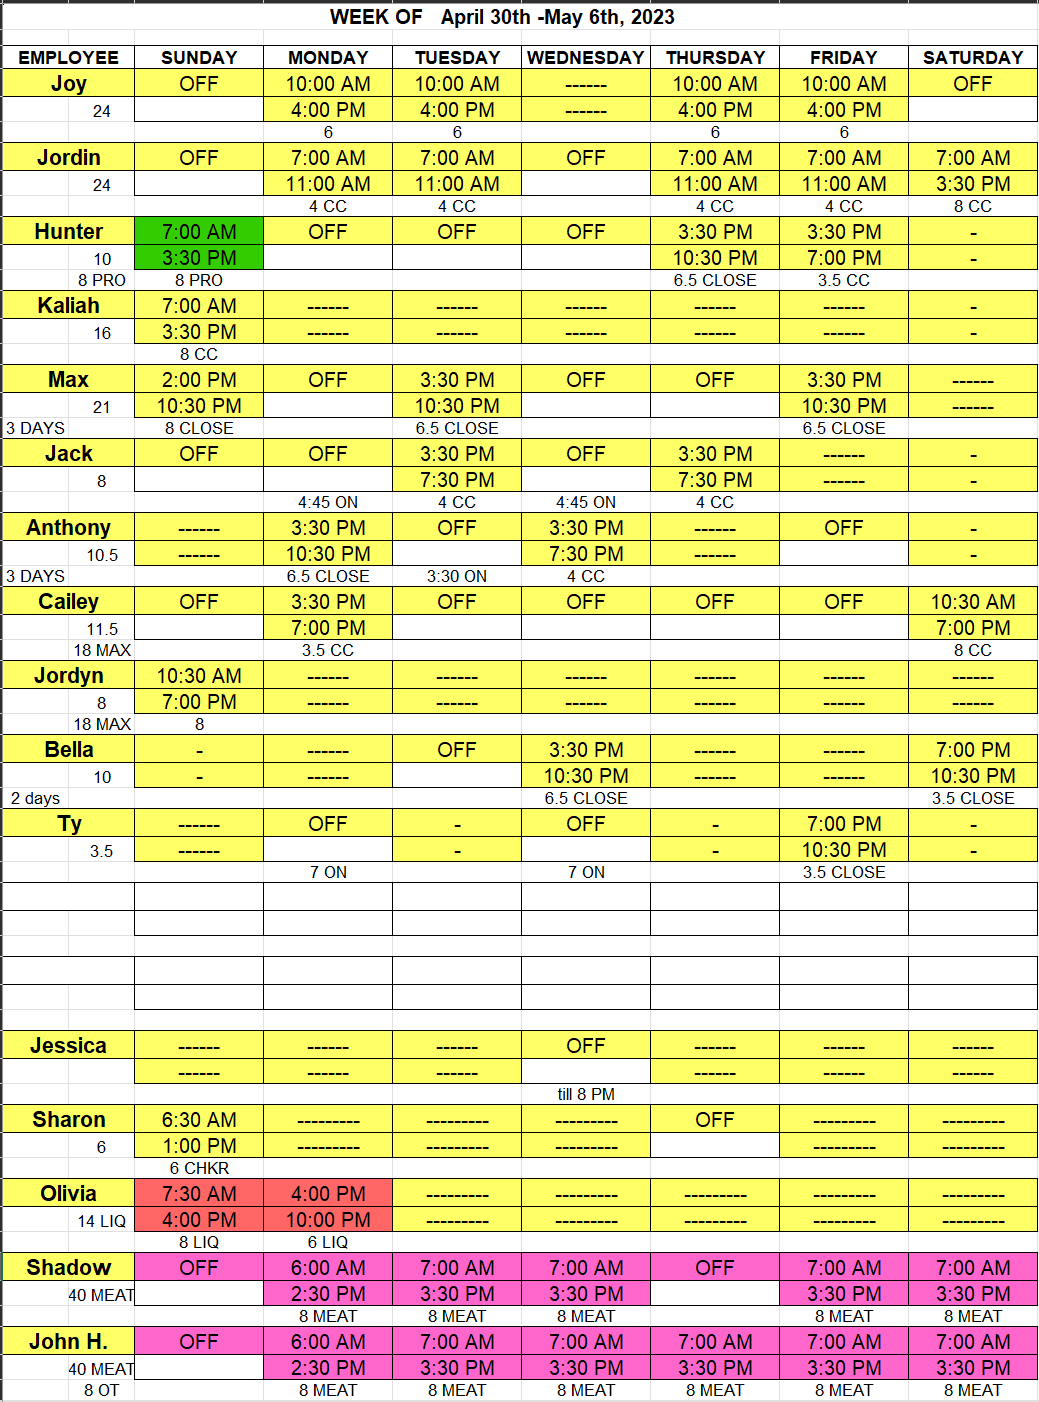 WEEK OF April 30th -May 6th, 2023
EMPLOYEE SUNDAY MONDAY TUESDAY WEDNESDAY THURSDAY FRIDAY SATURDAY
Joy OFF 10:00 AM 10:00 AM ------ 10:00 AM 10:00 AM OFF
24 4:00 PM 4:00 PM ------ 4:00 PM 4:00 PM
6 6 6 6
Jordin OFF 7:00 AM 7:00 AM OFF 7:00 AM 7:00 AM 7:00 AM
24 11:00 AM 11:00 AM 11:00 AM 11:00 AM 3:30 PM
4 CC 4 CC 4 CC 4 CC 8 CC
Hunter 7:00 AM OFF OFF OFF 3:30 PM 3:30 PM -
10 3:30 PM 10:30 PM 7:00 PM -
8 PRO 8 PRO 6.5 CLOSE 3.5 CC
Kaliah 7:00 AM ------ ------ ------ ------ ------ -
16 3:30 PM ------ ------ ------ ------ ------ -
8 CC
Max 2:00 PM OFF 3:30 PM OFF OFF 3:30 PM ------
21 10:30 PM 10:30 PM 10:30 PM ------
3 DAYS 8 CLOSE 6.5 CLOSE 6.5 CLOSE
Jack OFF OFF 3:30 PM OFF 3:30 PM ------ -
8 7:30 PM 7:30 PM ------ -
4:45 ON 4 CC 4:45 ON 4 CC
Anthony ------ 3:30 PM OFF 3:30 PM ------ OFF -
10.5 ------ 10:30 PM 7:30 PM ------ -
3 DAYS 6.5 CLOSE 3:30 ON 4 CC
Cailey OFF 3:30 PM OFF OFF OFF OFF 10:30 AM
11.5 7:00 PM 7:00 PM
18 MAX 3.5 CC 8 CC
Jordyn 10:30 AM ------ ------ ------ ------ ------ ------
8 7:00 PM ------ ------ ------ ------ ------ ------
18 MAX 8
Bella - ------ OFF 3:30 PM ------ ------ 7:00 PM
10 - ------ 10:30 PM ------ ------ 10:30 PM
2 days 6.5 CLOSE 3.5 CLOSE
Ty ------ OFF - OFF - 7:00 PM -
3.5 ------ - - 10:30 PM -
7 ON 7 ON 3.5 CLOSE
Jessica ------ ------ ------ OFF ------ ------ ------
------ ------ ------ ------ ------ ------
till 8 PM
Sharon 6:30 AM --------- --------- --------- OFF --------- ---------
6 1:00 PM --------- --------- --------- --------- ---------
6 CHKR
Olivia 7:30 AM 4:00 PM --------- --------- --------- --------- ---------
14 LIQ 4:00 PM 10:00 PM --------- --------- --------- --------- ---------
8 LIQ 6 LIQ
Shadow OFF 6:00 AM 7:00 AM 7:00 AM OFF 7:00 AM 7:00 AM
40 MEAT 2:30 PM 3:30 PM 3:30 PM 3:30 PM 3:30 PM
8 MEAT 8 MEAT 8 MEAT 8 MEAT 8 MEAT
John H. OFF 6:00 AM 7:00 AM 7:00 AM 7:00 AM 7:00 AM 7:00 AM
40 MEAT 2:30 PM 3:30 PM 3:30 PM 3:30 PM 3:30 PM 3:30 PM
8 OT 8 MEAT 8 MEAT 8 MEAT 8 MEAT 8 MEAT 8 MEAT